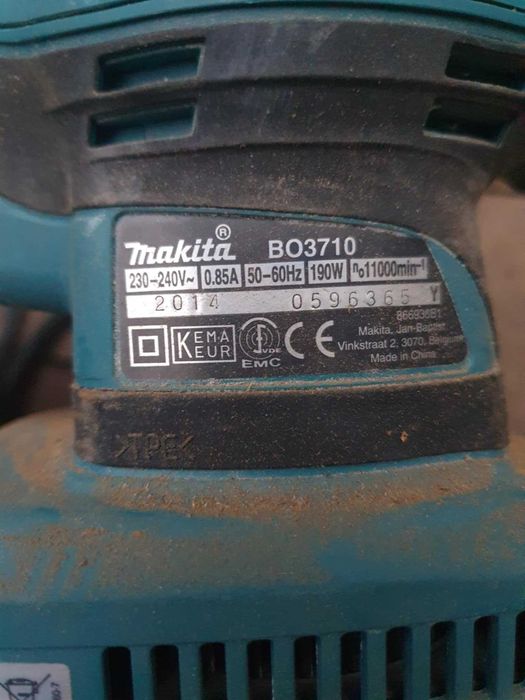 makita® BO3710
230-240V~ 0.85A 50-60Hz 190W n₀11000min⁻¹
2014 0596365 Y
KEMA
KEUR
VDE
EMC
CE
866936B1
Makita, Jan-Baptist
Vinkstraat 2, 3070, Belgium
Made in China
>TPE<